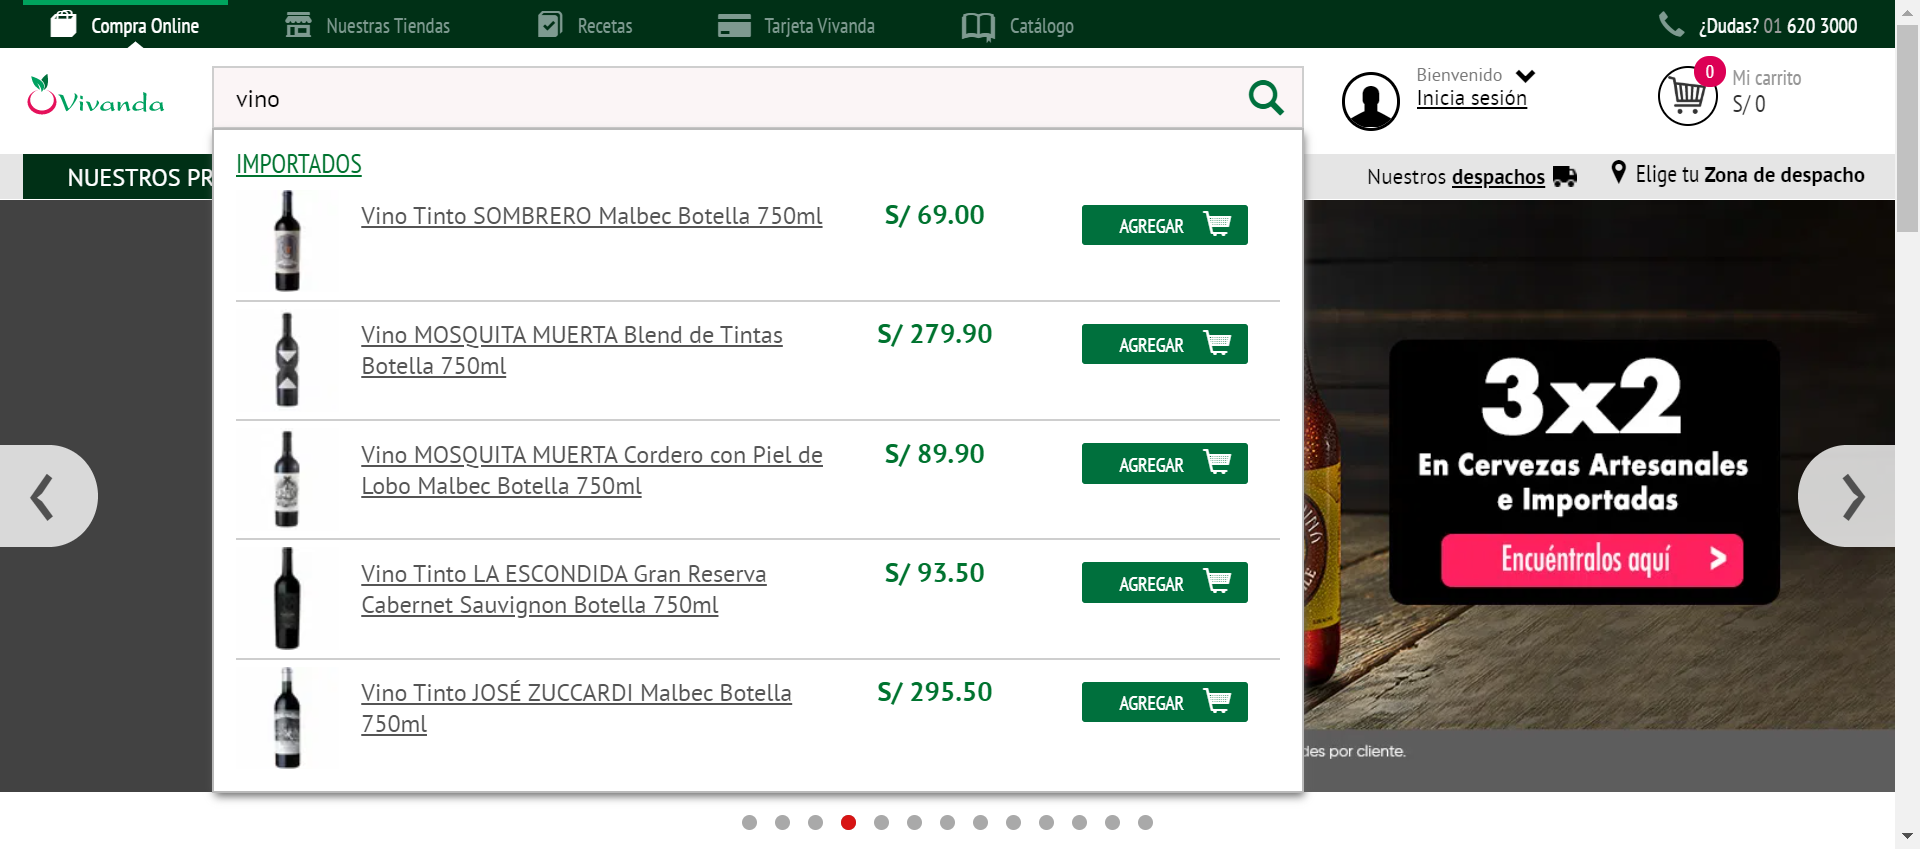 Compra Online
Nuestras Tiendas
Recetas
Tarjeta Vivanda
Catálogo
¿Dudas? 01 620 3000
Vivanda
vino
Bienvenido
Inicia sesión
0
Mi carrito
S/ 0
NUESTROS PR
Nuestros despachos
Elige tu Zona de despacho
IMPORTADOS
Vino Tinto SOMBRERO Malbec Botella 750ml
S/ 69.00
AGREGAR
Vino MOSQUITA MUERTA Blend de Tintas
Botella 750ml
S/ 279.90
AGREGAR
Vino MOSQUITA MUERTA Cordero con Piel de
Lobo Malbec Botella 750ml
S/ 89.90
AGREGAR
Vino Tinto LA ESCONDIDA Gran Reserva
Cabernet Sauvignon Botella 750ml
S/ 93.50
AGREGAR
Vino Tinto JOSÉ ZUCCARDI Malbec Botella
750ml
S/ 295.50
AGREGAR
3x2
En Cervezas Artesanales
e Importadas
Encuéntralos aquí >
des por cliente.